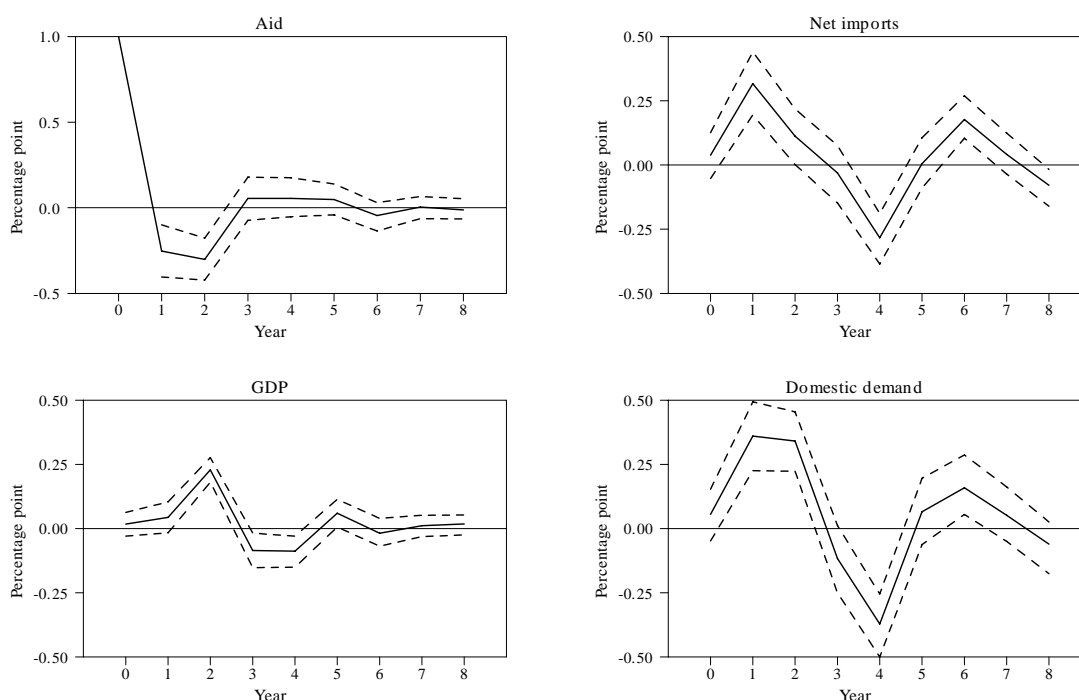 Aid
Percentage point
1.0
0.5
0.0
-0.5
0 1 2 3 4 5 6 7 8
Year
Net imports
Percentage point
0.50
0.25
0.00
-0.25
-0.50
0 1 2 3 4 5 6 7 8
Year
GDP
Percentage point
0.50
0.25
0.00
-0.25
-0.50
0 1 2 3 4 5 6 7 8
Year
Domestic demand
Percentage point
0.50
0.25
0.00
-0.25
-0.50
0 1 2 3 4 5 6 7 8
Year